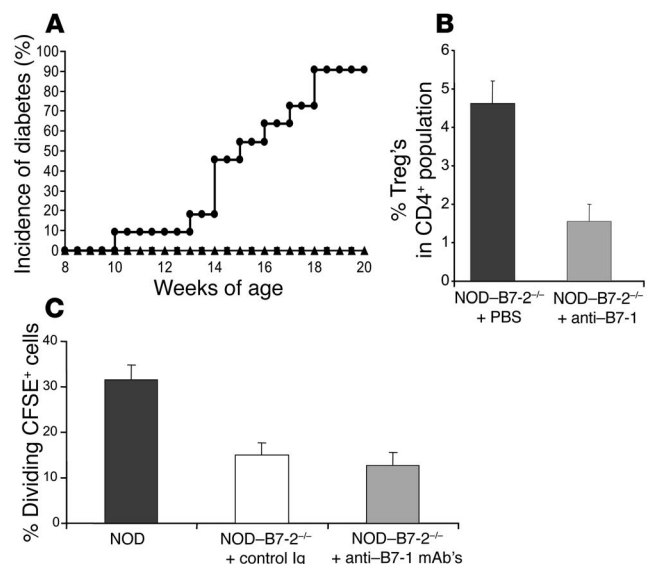 A
Incidence of diabetes (%)
100
90
80
70
60
50
40
30
20
10
0
8 10 12 14 16 18 20
Weeks of age
B
% Treg's
in CD4⁺ population
6
5
4
3
2
1
0
NOD–B7-2⁻/⁻ NOD–B7-2⁻/⁻
+ PBS + anti–B7-1
C
% Dividing CFSE⁺ cells
40
30
20
10
0
NOD NOD–B7-2⁻/⁻ NOD–B7-2⁻/⁻
+ control Ig + anti–B7-1 mAb's